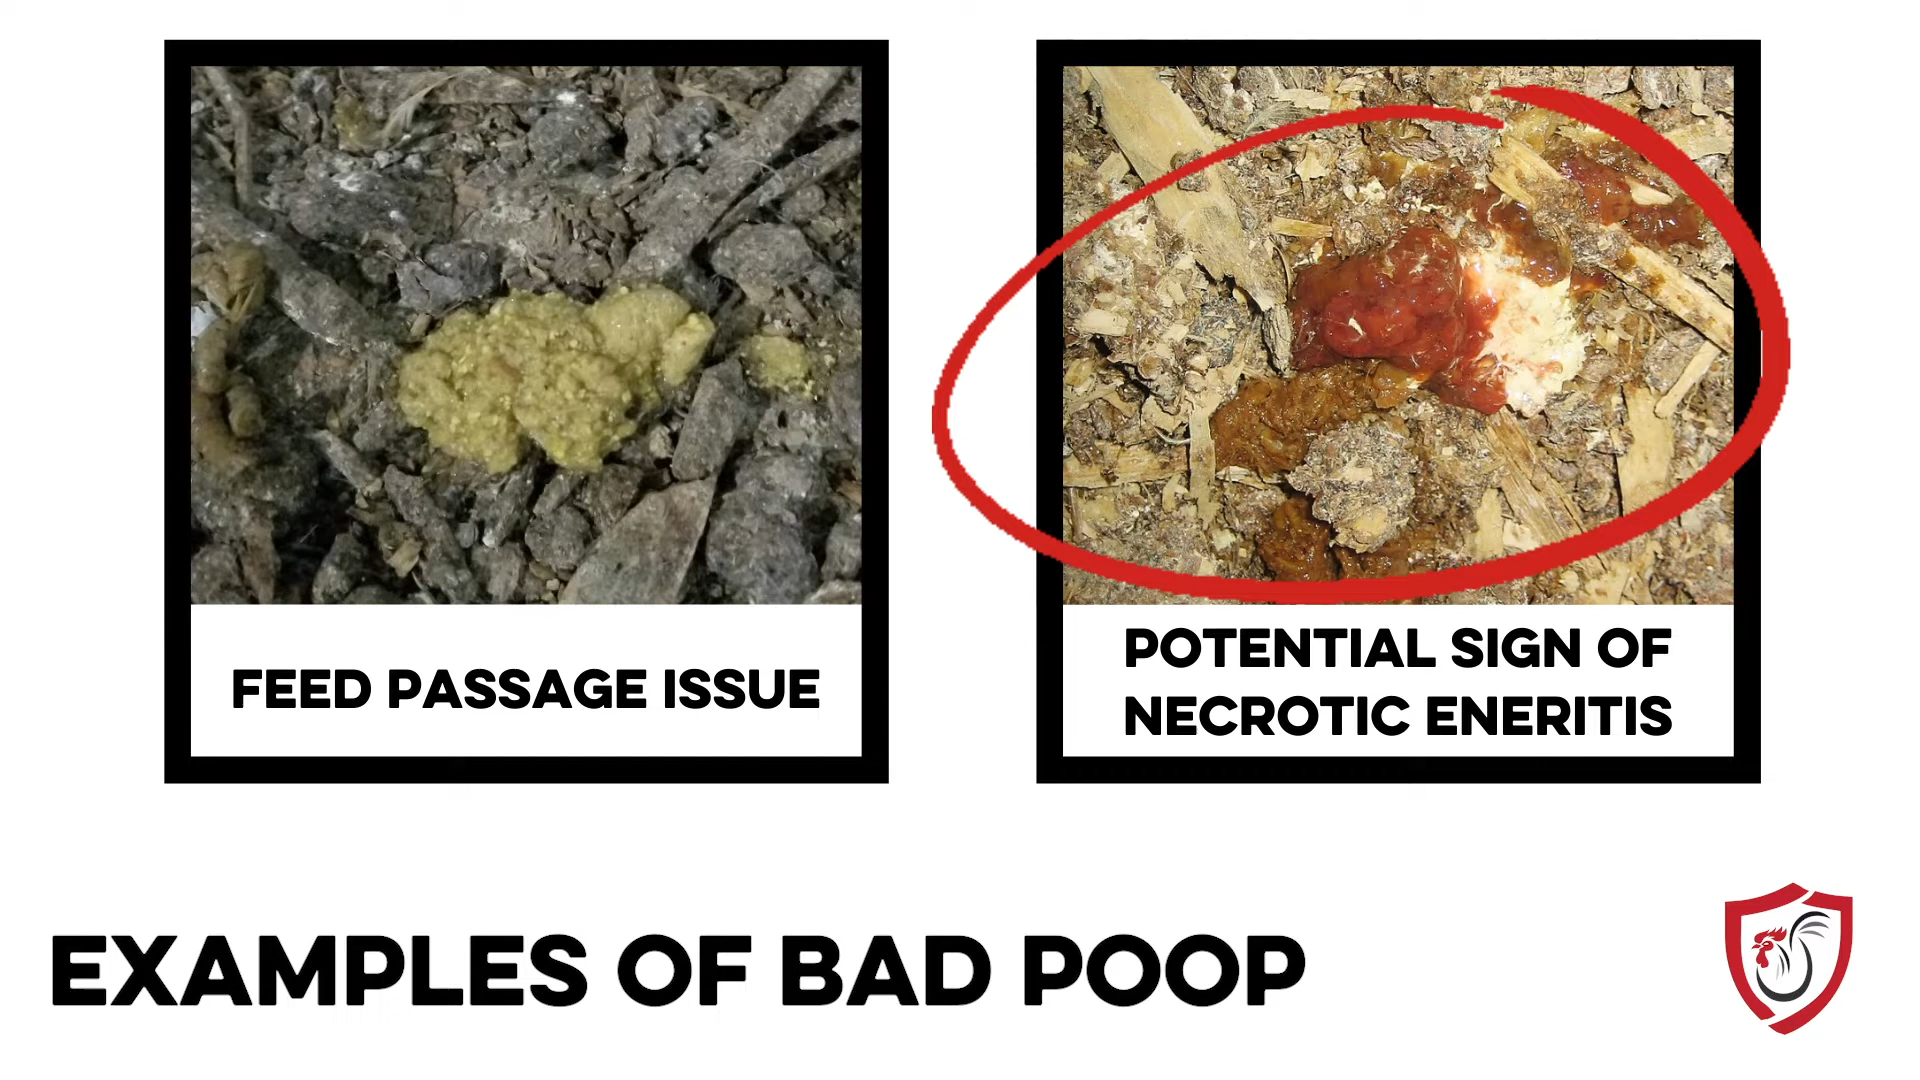 FEED PASSAGE ISSUE
POTENTIAL SIGN OF
NECROTIC ENERITIS
EXAMPLES OF BAD POOP